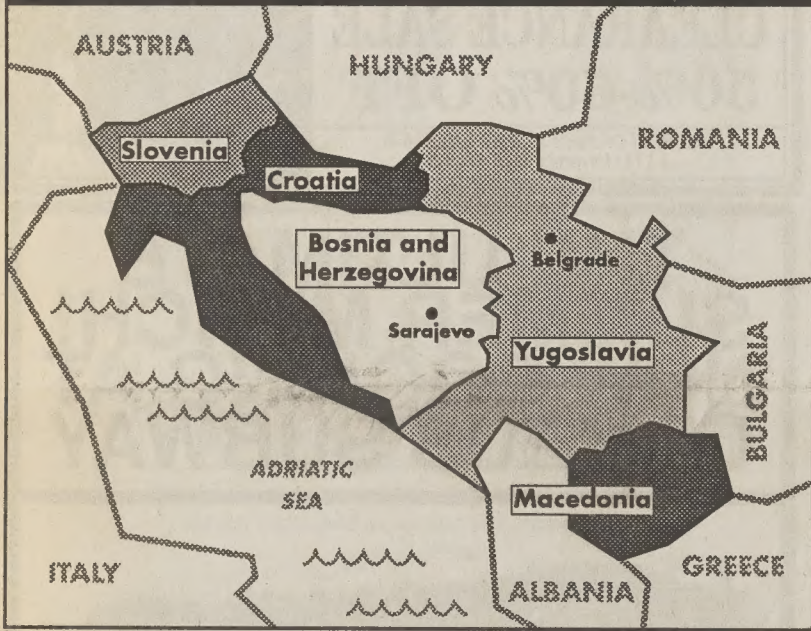 AUSTRIA
HUNGARY
ROMANIA
Slovenia
Croatia
Bosnia and
Herzegovina
Belgrade
Sarajevo
Yugoslavia
BULGARIA
ADRIATIC
SEA
Macedonia
ITALY
ALBANIA
GREECE